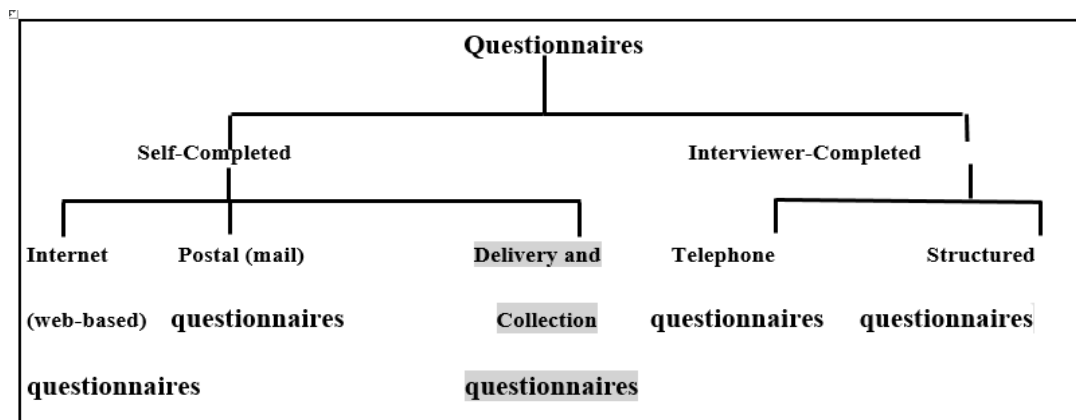 Questionnaires
Self-Completed Interviewer-Completed
Internet Postal (mail) Delivery and Telephone Structured
(web-based) questionnaires Collection questionnaires questionnaires
questionnaires questionnaires